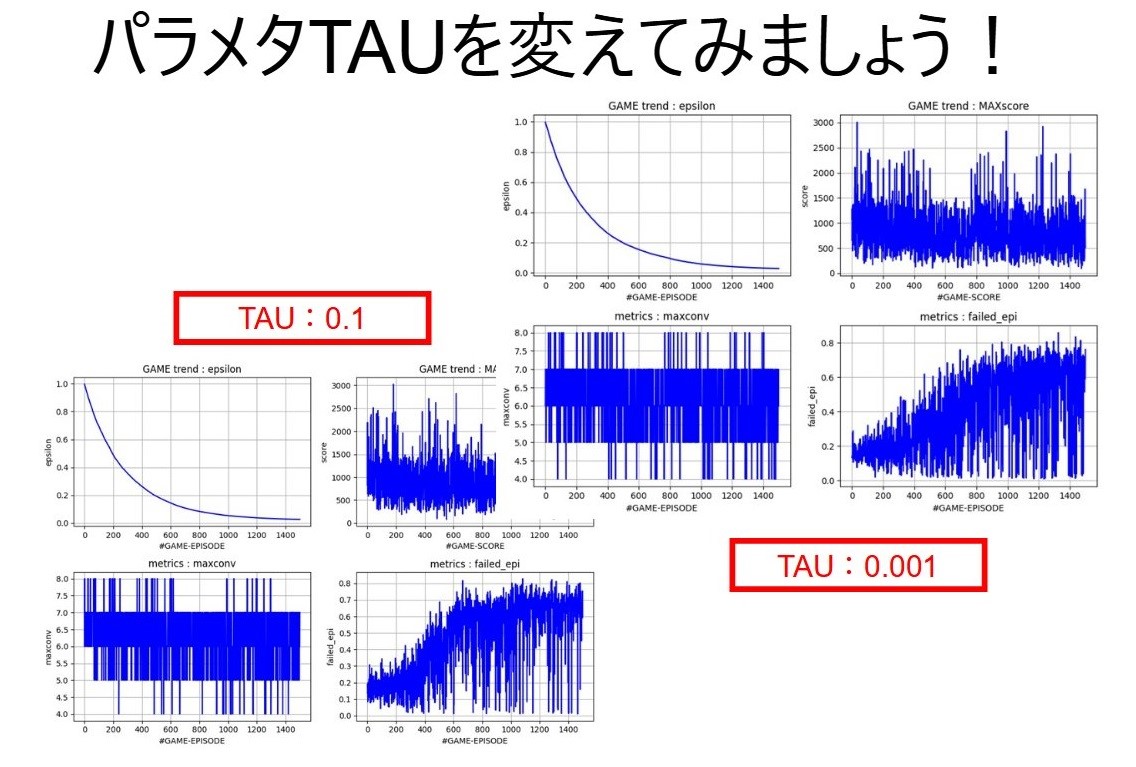 パラメタTAUを変えてみましょう！
GAME trend : epsilon
1.0
0.8
0.6
0.4
0.2
0.0
epsilon
0 200 400 600 800 1000 1200 1400
#GAME-EPISODE
GAME trend : MAXscore
3000
2500
2000
1500
1000
500
0
score
0 200 400 600 800 1000 1200 1400
#GAME-SCORE
metrics : maxconv
8.0
7.5
7.0
6.5
6.0
5.5
5.0
4.5
4.0
maxconv
0 200 400 600 800 1000 1200 1400
#GAME-EPISODE
metrics : failed_epi
0.8
0.6
0.4
0.2
0.0
failed_epi
0 200 400 600 800 1000 1200 1400
#GAME-EPISODE
TAU：0.1
GAME trend : epsilon
1.0
0.8
0.6
0.4
0.2
0.0
epsilon
0 200 400 600 800 1000 1200 1400
#GAME-EPISODE
GAME trend : MA
3000
2500
2000
1500
1000
500
0
score
0 200 400 600 800 1000 1200 1400
#GAME-SCORE
metrics : maxconv
8.0
7.5
7.0
6.5
6.0
5.5
5.0
4.5
4.0
maxconv
0 200 400 600 800 1000 1200 1400
#GAME-EPISODE
metrics : failed_epi
0.8
0.7
0.6
0.5
0.4
0.3
0.2
0.1
0.0
failed_epi
0 200 400 600 800 1000 1200 1400
#GAME-EPISODE
TAU：0.001